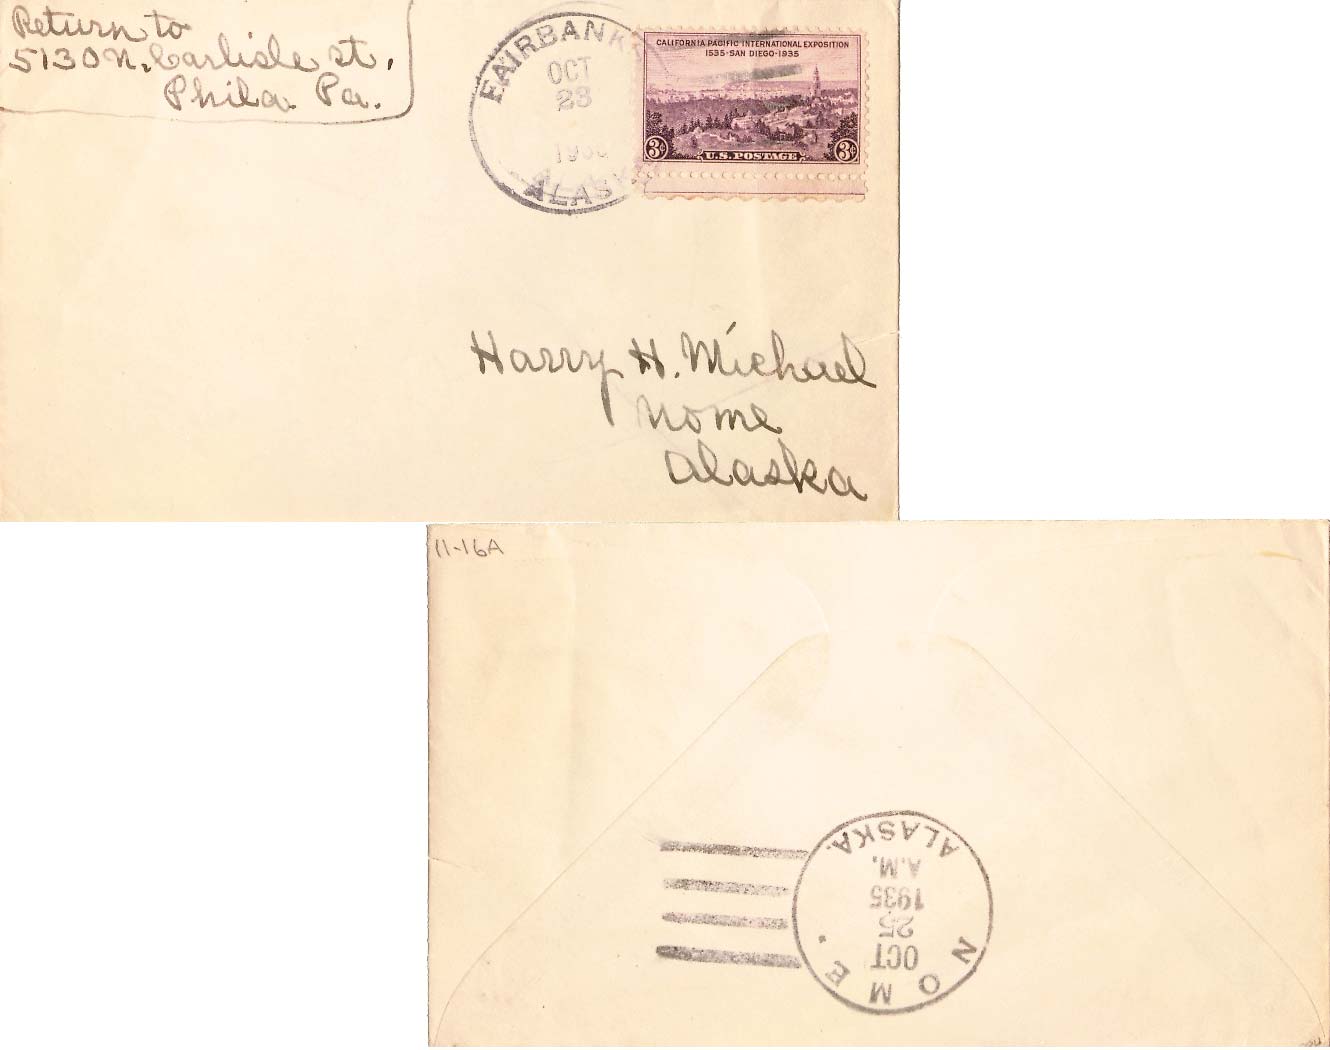 Return to
5130 N. Carlisle St.,
Phila. Pa.
FAIRBANKS
OCT
23
ALASKA
CALIFORNIA PACIFIC INTERNATIONAL EXPOSITION
1535-SAN DIEGO-1935
3¢ U.S. POSTAGE 3¢
Harry H. Michael
Nome
Alaska
11-16A
NOME.
OCT
25
1935
A.M.
ALASKA.